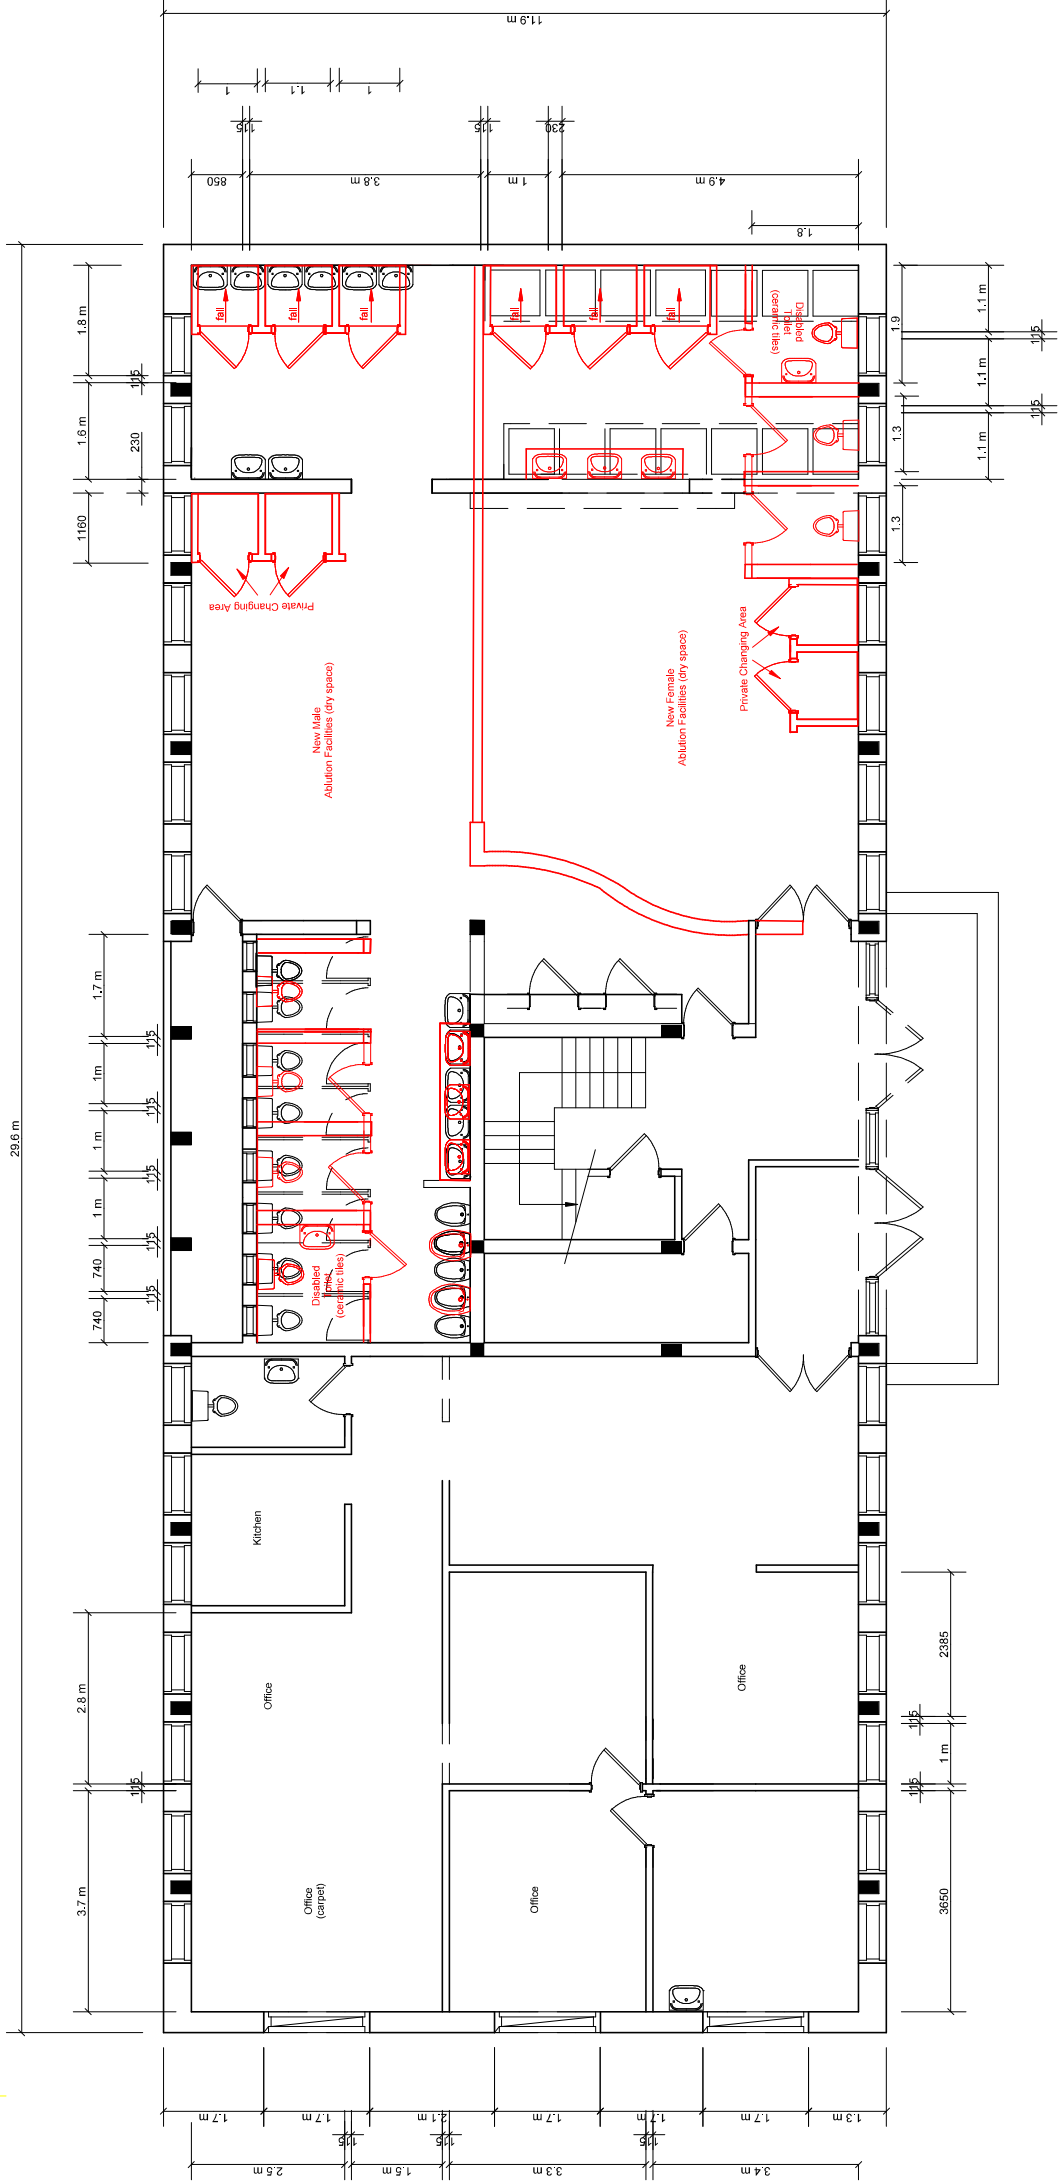 11.9 m
1
1.1
1
115
115
230
850
3.8 m
1 m
4.9 m
1.8
1.8 m
115
1.6 m
230
1160
1.9
1.3
1.3
1.1 m
115
1.1 m
115
1.1 m
fall
fall
fall
fall
fall
fall
Disabled
Toilet
(ceramic tiles)
Private Changing Area
Private Changing Area
New Male
Ablution Facilities (dry space)
New Female
Ablution Facilities (dry space)
29.6 m
1.7 m
115
1m
115
1 m
115
1 m
115
740
115
740
Disabled
Toilet
(ceramic tiles)
Kitchen
Office
Office
2.8 m
115
3.7 m
2385
115
1 m
115
3650
Office
(carpet)
Office
1.7 m
1.7 m
2.1 m
1.7 m
1.7 m
1.7 m
1.3 m
2.5 m
115
1.5 m
115
3.3 m
115
3.4 m